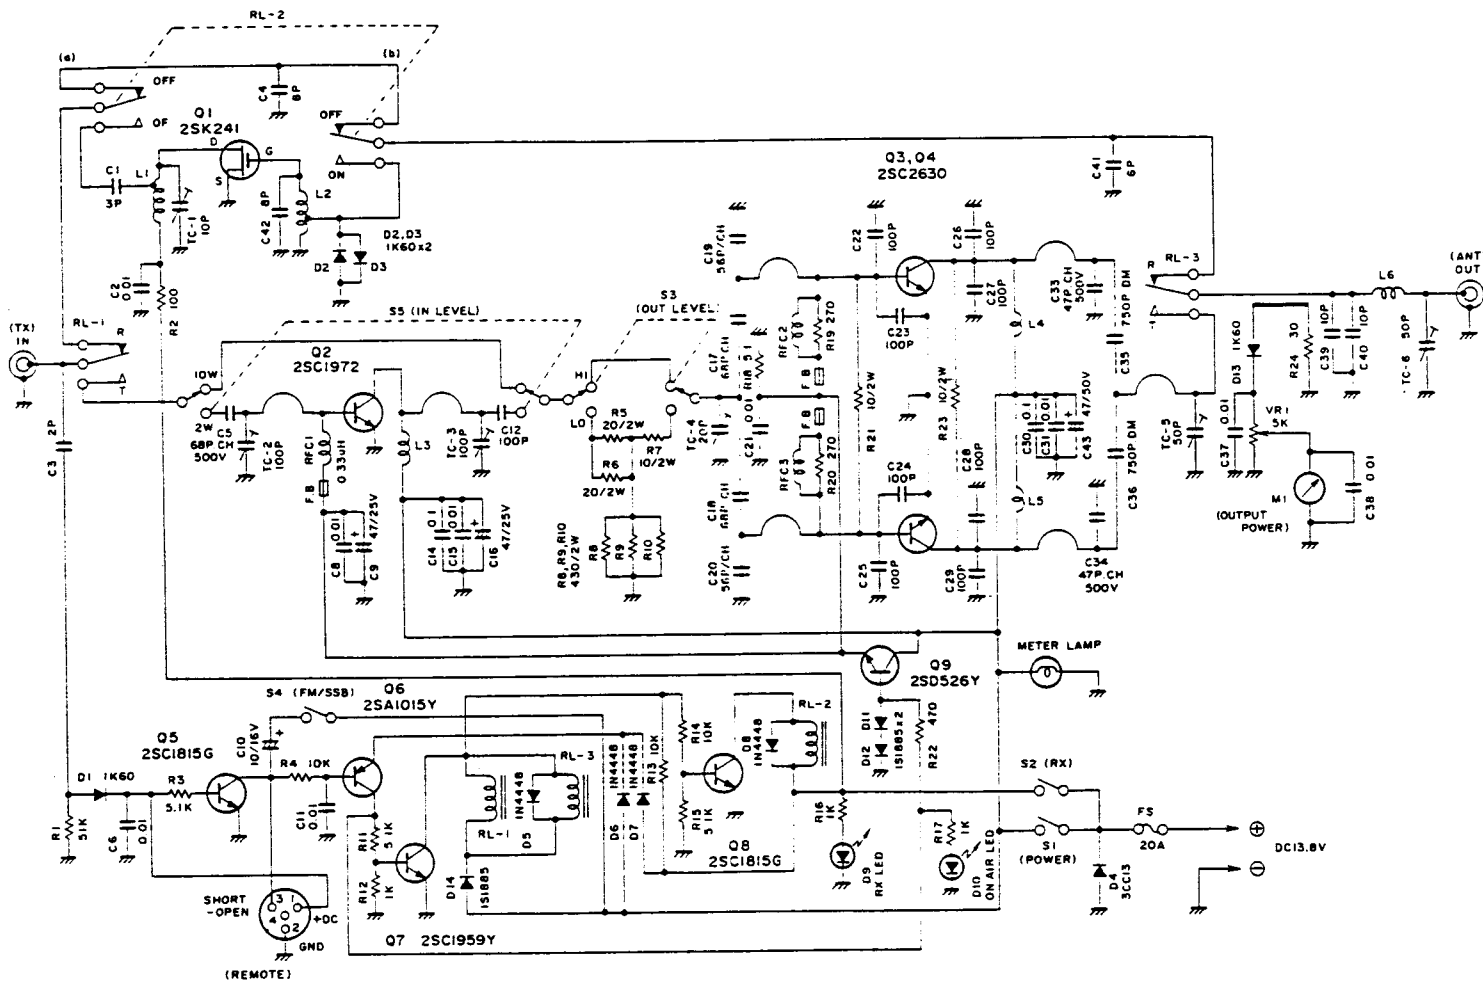 RL-2
(a)
(b)
OFF
OF
C4
8P
Q1
2SK241
D
G
S
OFF
ON
C1
3P
L1
TC-1
10P
C42
8P
L2
D2,D3
1K60x2
D2
D3
C2
0.01
R2
100
(TX)
IN
RL-1
R
T
C3
2P
S5 (IN LEVEL)
S3
(OUT LEVEL)
Q2
2SC1972
10W
2W
C5
68P.CH
500V
TC-2
100P
RFC1
0.33uH
F.B
L3
TC-3
100P
C12
100P
HI
LO
R5
20/2W
R6
20/2W
R7
10/2W
R8,R9,R10
430/2W
R8
R9
R10
C8
0.01
C9
47/25V
C14
0.1
C15
0.01
C16
47/25V
Q3,Q4
2SC2630
C19
56P/CH
C17
68P.CH
R18
51
TC-4
20P
C21
0.01
C18
68P.CH
C20
56P/CH
RFC2
R19
270
F.B
F.B
RFC3
R20
270
C22
100P
C26
100P
C27
100P
C23
100P
R21
10/2W
R23
10/2W
C24
100P
C25
100P
C28
100P
C29
100P
L4
L5
C33
47P.CH
500V
C34
47P.CH
500V
C30
0.1
C31
0.01
C43
47/50V
C35
750P DM
C36
750P DM
C41
6P
RL-3
R
TC-5
50P
D13
1K60
R24
30
C39
10P
C40
10P
L6
TC-6
50P
(ANT)
OUT
C37
0.01
VR1
5K
M1
(OUTPUT
POWER)
C38
0.01
METER LAMP
Q9
2SD526Y
D11
D12
1S1885x2
R22
470
S4 (FM/SSB)
Q6
2SA1015Y
C10
10/16V
Q5
2SC1815G
D1 1K60
R3
5.1K
R4 10K
R1
51K
C6
0.01
C11
0.01
R11
5.1K
R12
1K
SHORT
-OPEN
3
1
4
2
+DC
GND
(REMOTE)
Q7 2SC1959Y
RL-1
RL-3
D5
1N4448
D14
1S1885
D6
1N4448
D7
1N4448
R13
10K
R14
10K
R15
5.1K
D8
1N4448
RL-2
Q8
2SC1815G
R16
1K
D9
RX LED
R17
1K
D10
ON AIR LED
S2 (RX)
S1
(POWER)
FS
20A
D4
3CC13
DC13.8V